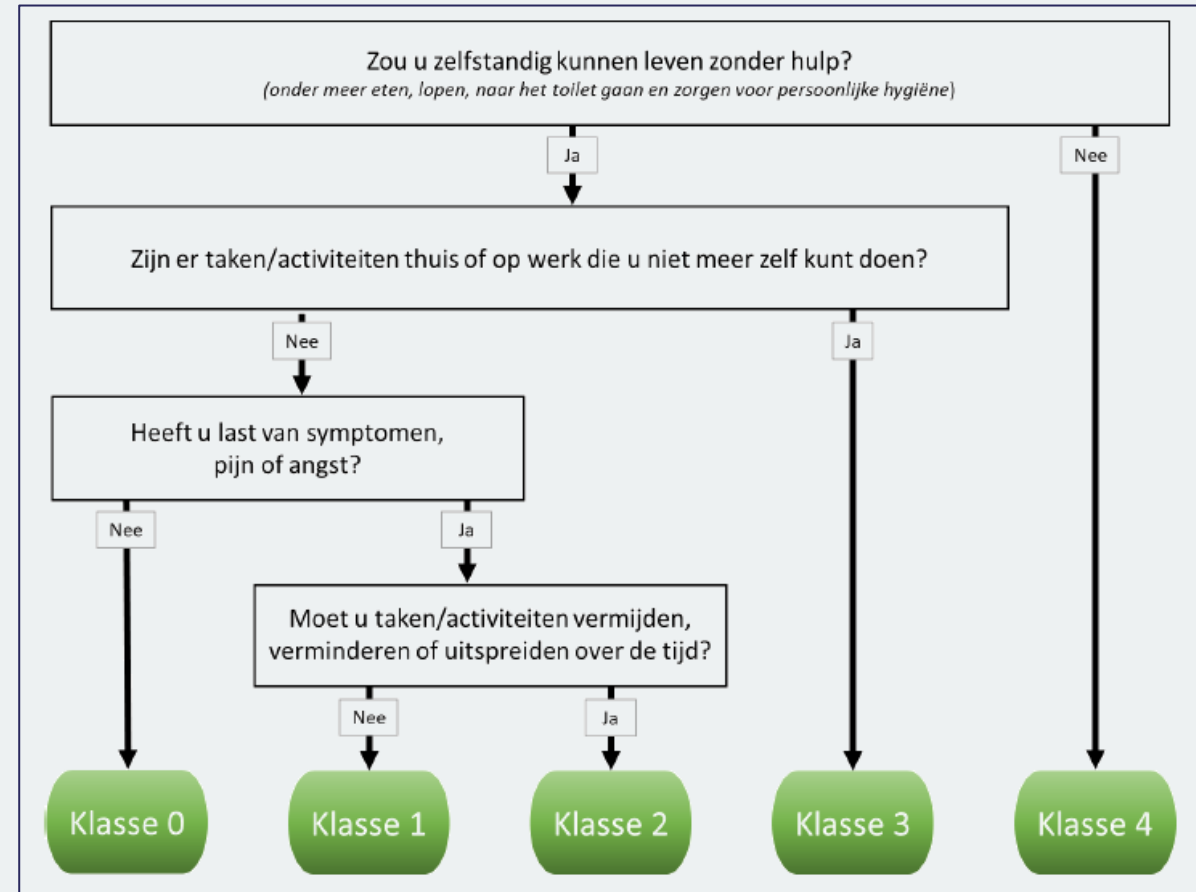 Zou u zelfstandig kunnen leven zonder hulp?
(onder meer eten, lopen, naar het toilet gaan en zorgen voor persoonlijke hygiëne)
Ja
Nee
Zijn er taken/activiteiten thuis of op werk die u niet meer zelf kunt doen?
Nee
Ja
Heeft u last van symptomen,
pijn of angst?
Nee
Ja
Moet u taken/activiteiten vermijden,
verminderen of uitspreiden over de tijd?
Nee
Ja
Klasse 0
Klasse 1
Klasse 2
Klasse 3
Klasse 4